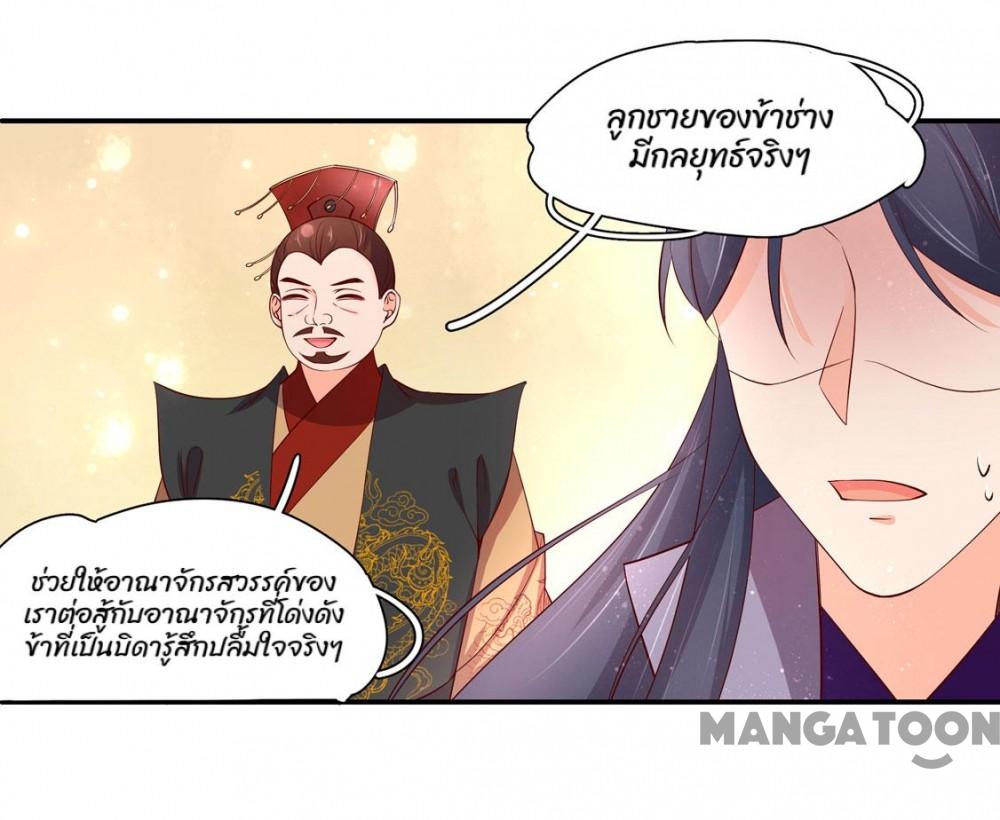 ลูกชายของข้าช่าง
มีกลยุทธ์จริงๆ
ช่วยให้อาณาจักรสวรรค์ของ
เราต่อสู้กับอาณาจักรที่โด่งดัง
ข้าที่เป็นบิดารู้สึกปลื้มใจจริงๆ
MANGATOON